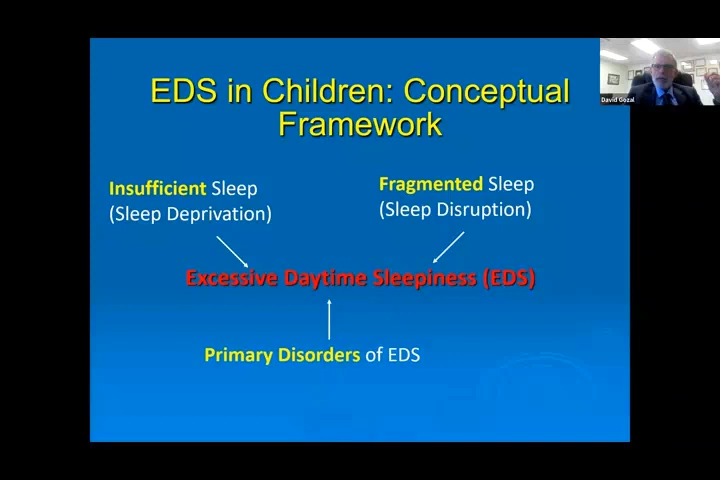 EDS in Children: Conceptual
Framework
David Gozal
Insufficient Sleep
(Sleep Deprivation)
Fragmented Sleep
(Sleep Disruption)
Excessive Daytime Sleepiness (EDS)
Primary Disorders of EDS